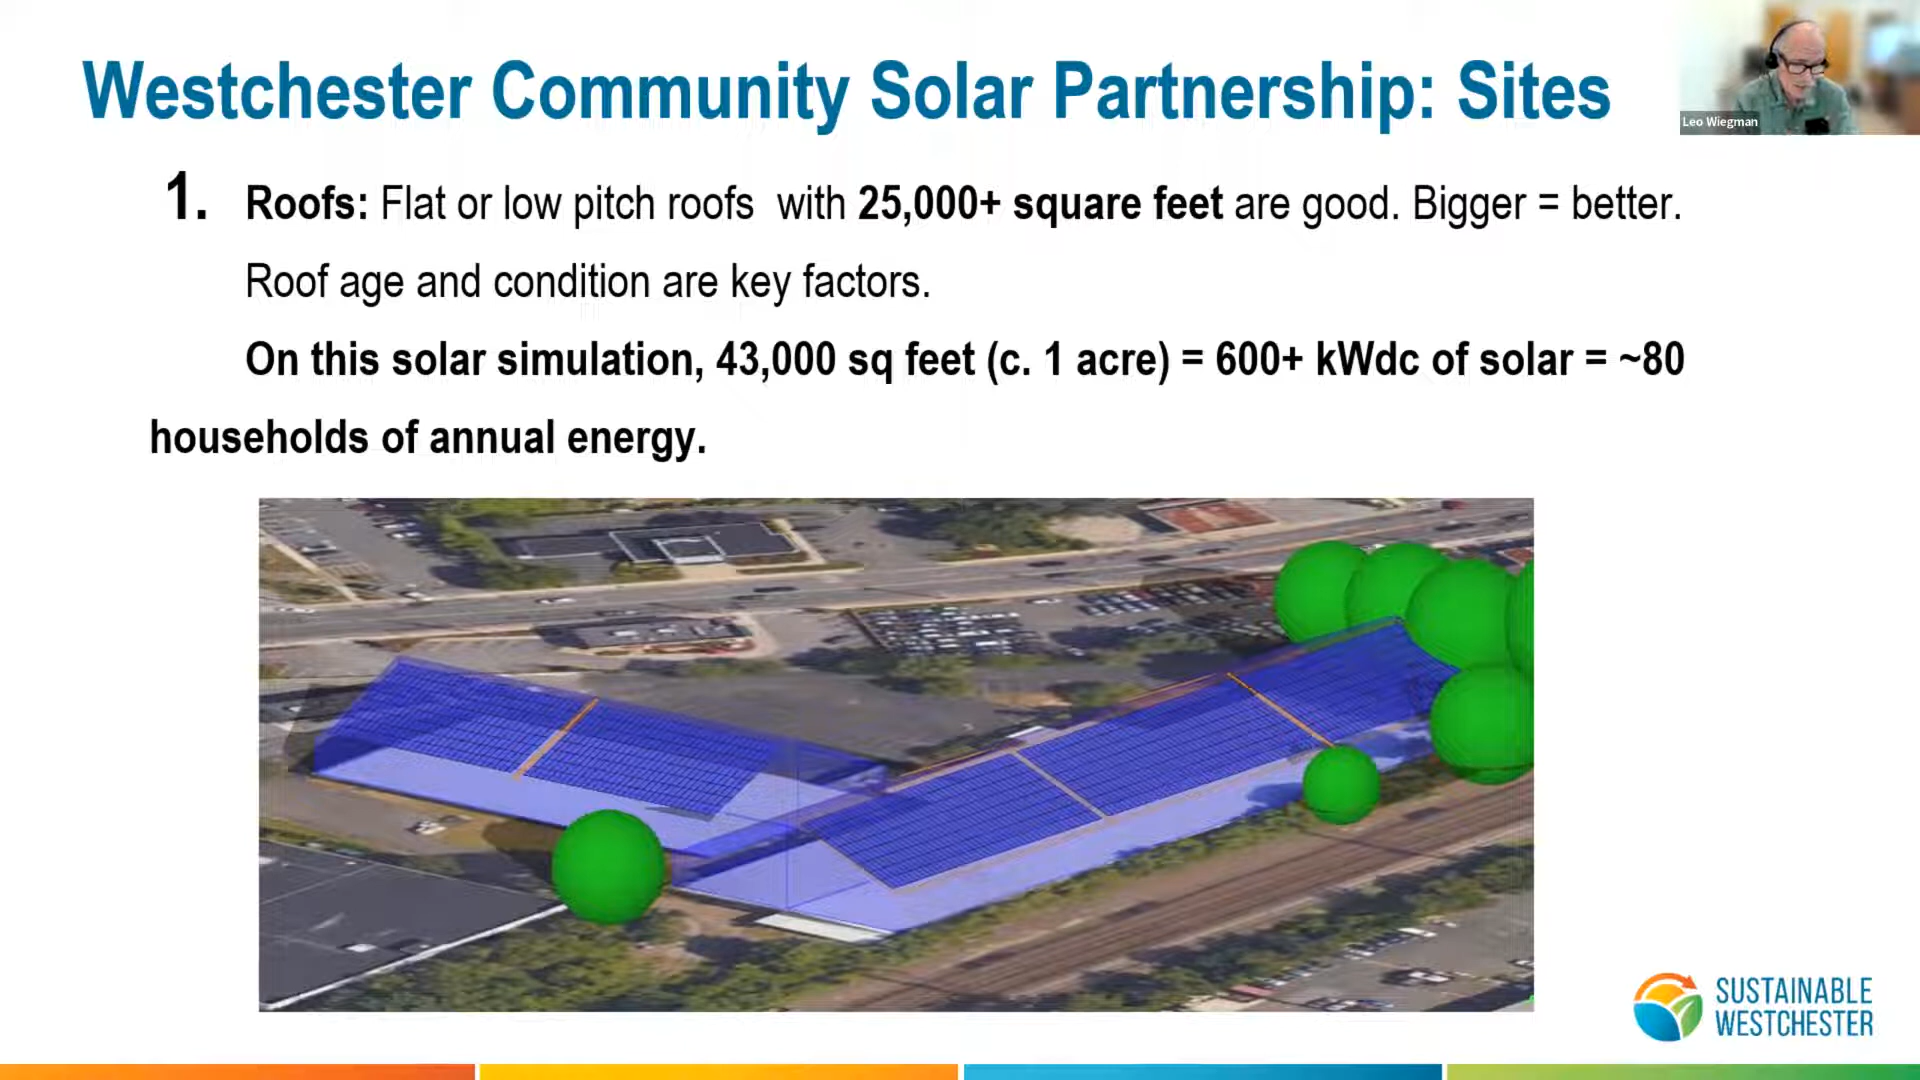 Westchester Community Solar Partnership: Sites
Leo Wiegman
1. Roofs: Flat or low pitch roofs with 25,000+ square feet are good. Bigger = better.
Roof age and condition are key factors.
On this solar simulation, 43,000 sq feet (c. 1 acre) = 600+ kWdc of solar = ~80
households of annual energy.
SUSTAINABLE
WESTCHESTER